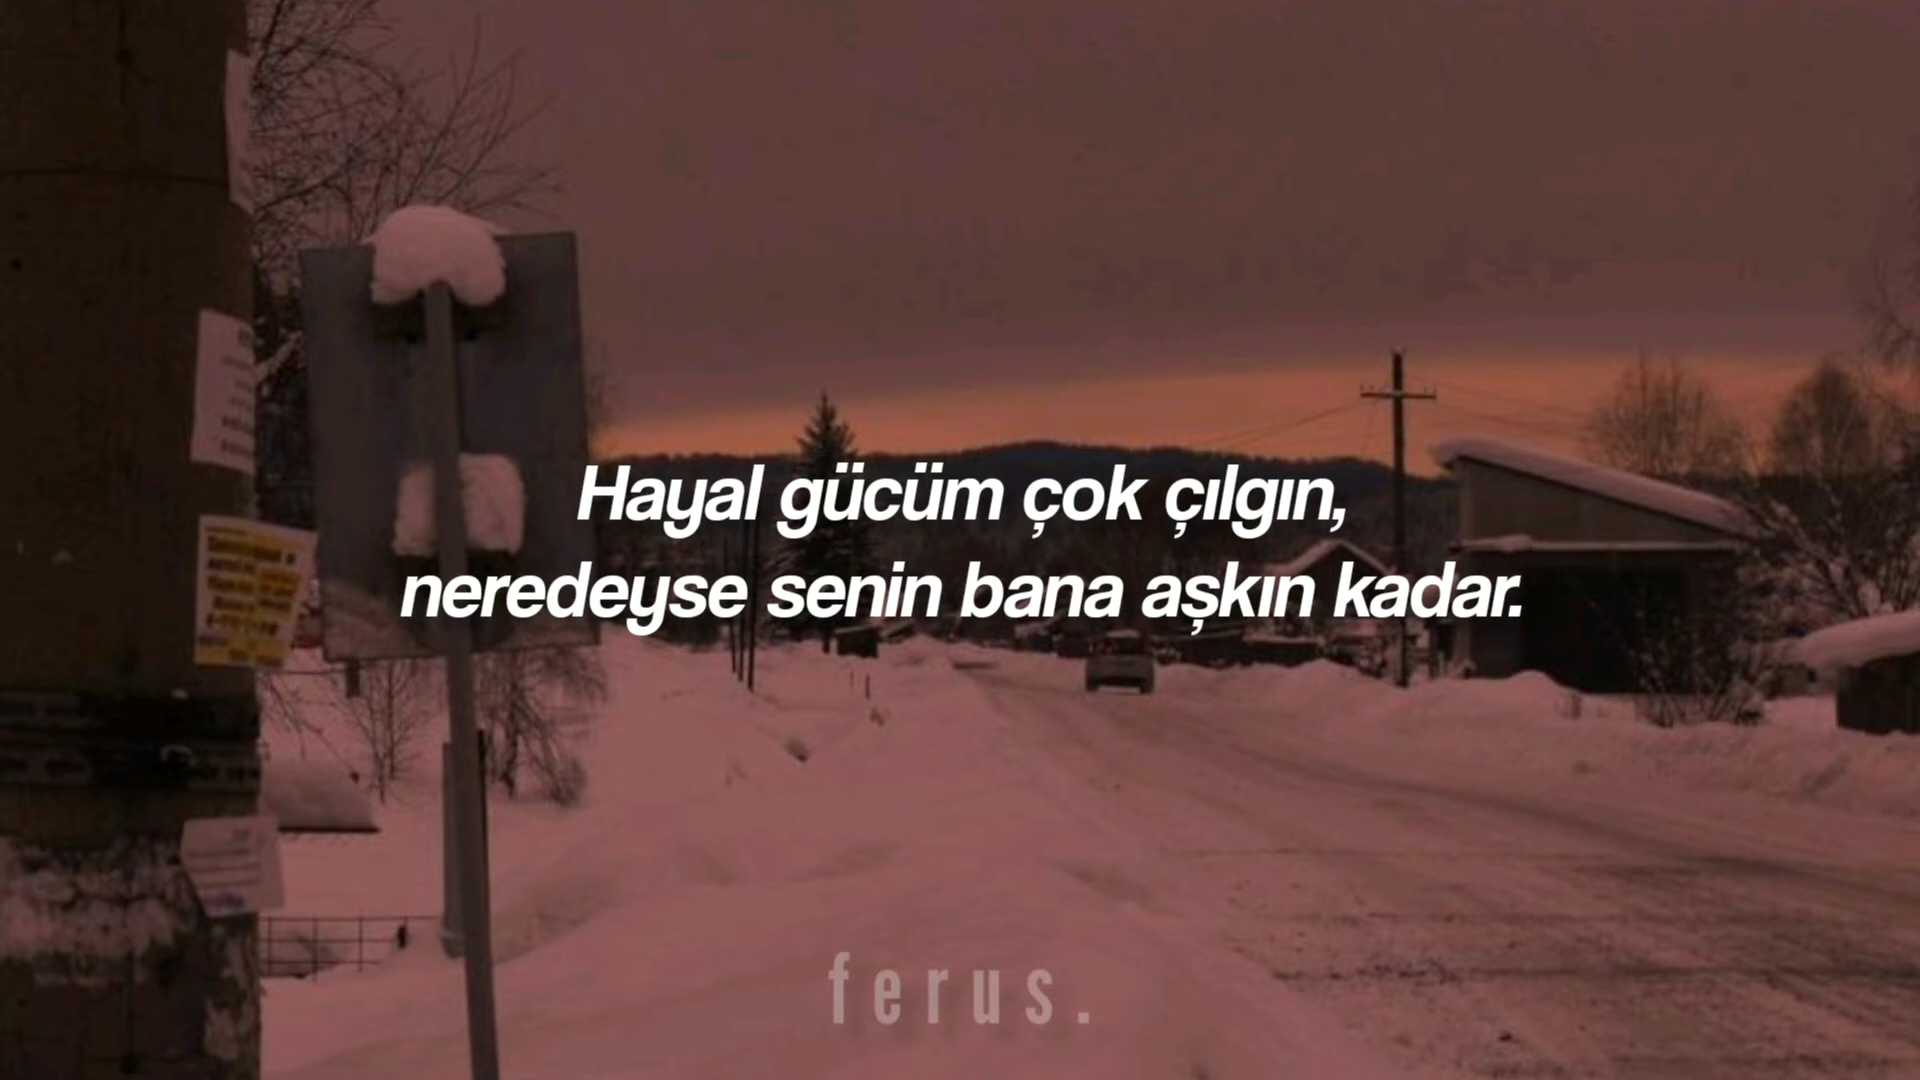 Hayal gücüm çok çılgın,
neredeyse senin bana aşkın kadar.
ferus.